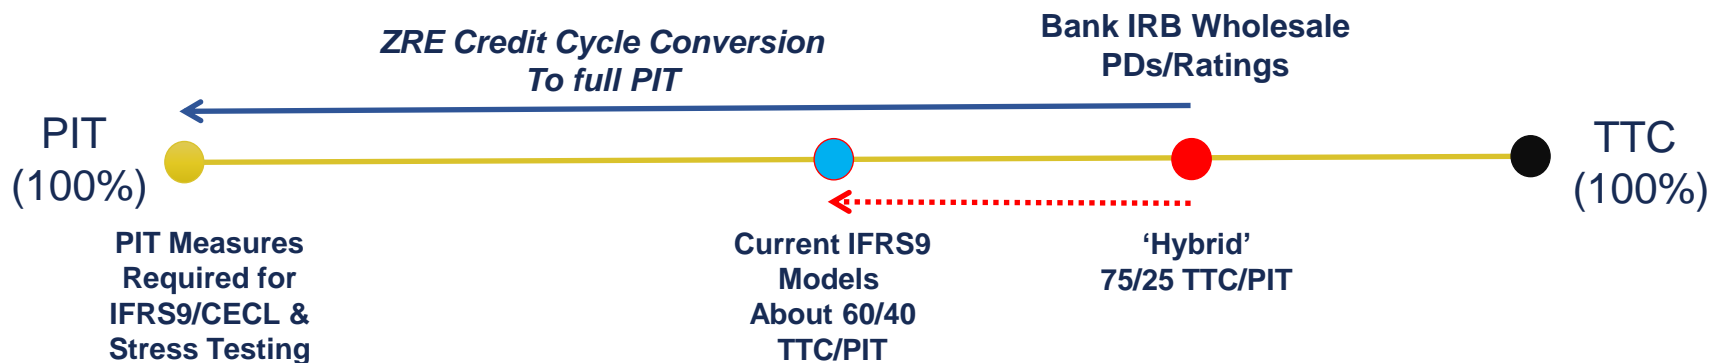 ZRE Credit Cycle Conversion
To full PIT
Bank IRB Wholesale
PDs/Ratings
PIT
(100%)
TTC
(100%)
PIT Measures
Required for
IFRS9/CECL &
Stress Testing
Current IFRS9
Models
About 60/40
TTC/PIT
‘Hybrid’
75/25 TTC/PIT